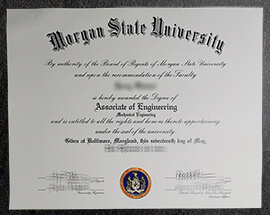 Morgan State University
By authority of the Board of Regents of Morgan State University
and upon the recommendation of the Faculty
is hereby awarded the Degree of
Associate of Engineering
Mechanical Engineering
and is entitled to all the rights and honors thereto appertaining
under the seal of the university.
Given at Baltimore, Maryland, this seventeenth day of May,